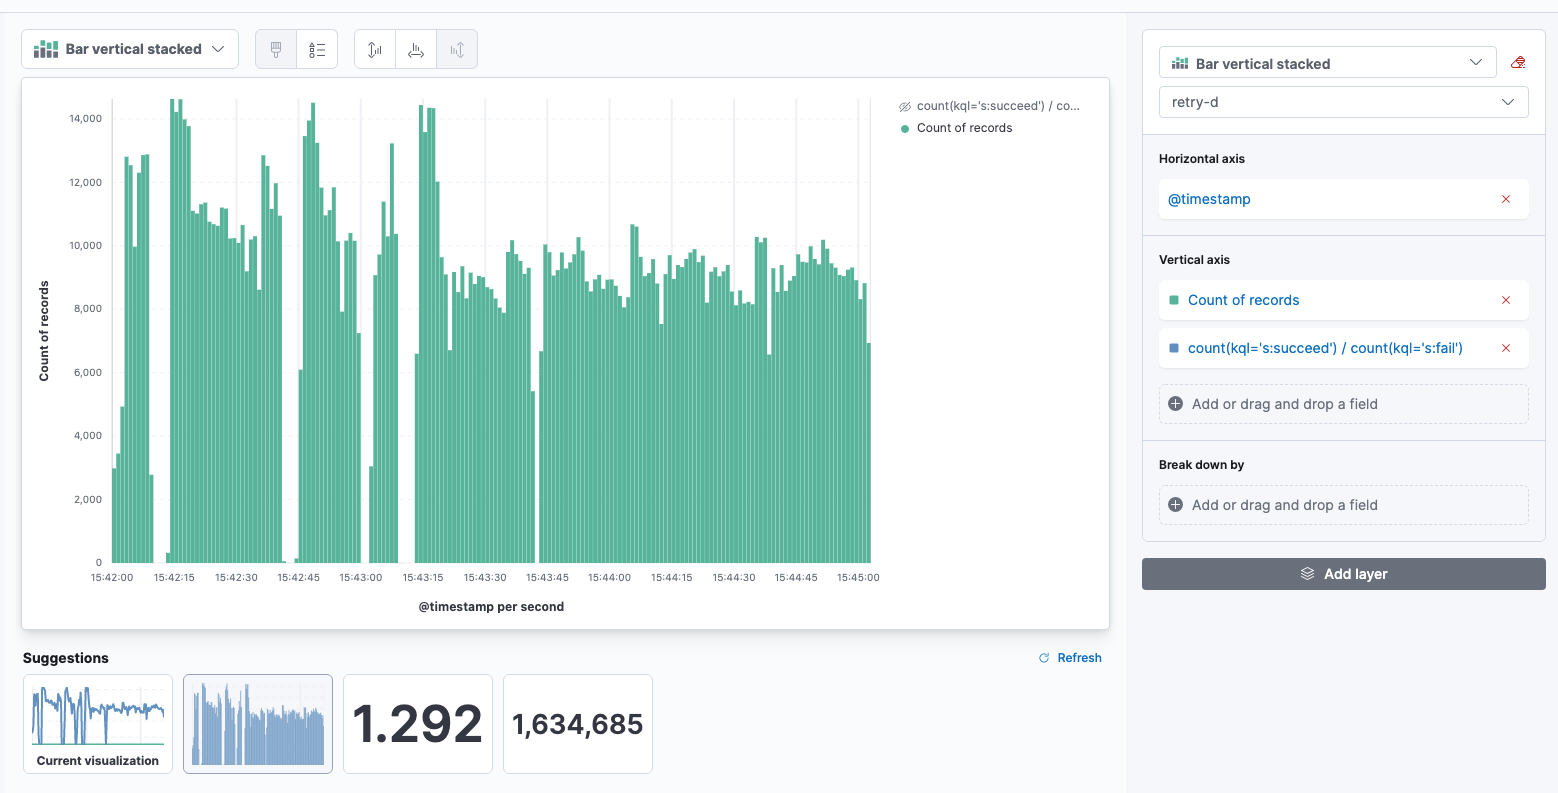 Bar vertical stacked
14,000
12,000
10,000
8,000
6,000
4,000
2,000
0
Count of records
15:42:00 15:42:15 15:42:30 15:42:45 15:43:00 15:43:15 15:43:30 15:43:45 15:44:00 15:44:15 15:44:30 15:44:45 15:45:00
@timestamp per second
count(kql='s:succeed') / co...
Count of records
Suggestions
Refresh
Current visualization
1.292
1,634,685
Bar vertical stacked
retry-d
Horizontal axis
@timestamp
Vertical axis
Count of records
count(kql='s:succeed') / count(kql='s:fail')
Add or drag and drop a field
Break down by
Add or drag and drop a field
Add layer